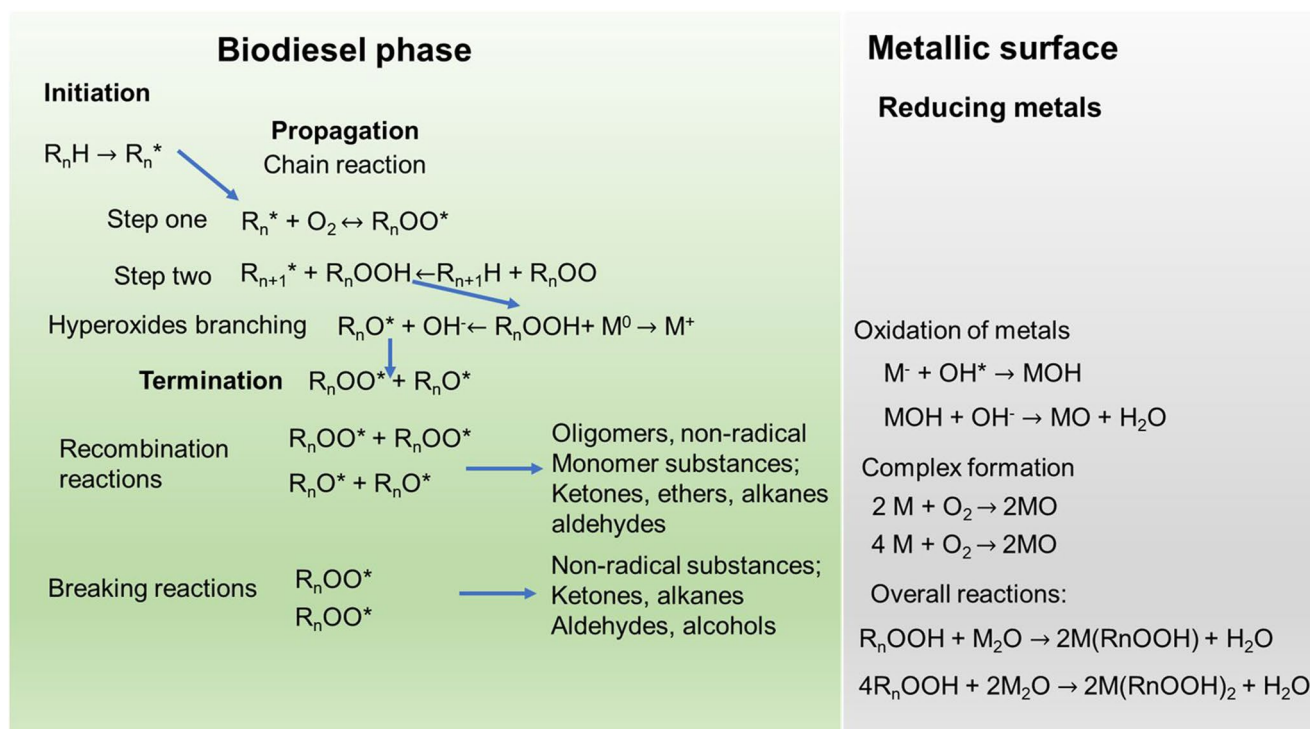 Biodiesel phase
Initiation
RₙH → Rₙ*
Propagation
Chain reaction
Step one Rₙ* + O₂ ↔ RₙOO*
Step two Rₙ₊₁* + RₙOOH←Rₙ₊₁H + RₙOO
Hyperoxides branching RₙO* + OH⁻← RₙOOH+ M⁰ → M⁺
Termination RₙOO* + RₙO*
Recombination
reactions
RₙOO* + RₙOO*
RₙO* + RₙO*
Oligomers, non-radical
Monomer substances;
Ketones, ethers, alkanes
aldehydes
Breaking reactions
RₙOO*
RₙOO*
Non-radical substances;
Ketones, alkanes
Aldehydes, alcohols
Metallic surface
Reducing metals
Oxidation of metals
M⁻ + OH* → MOH
MOH + OH⁻ → MO + H₂O
Complex formation
2 M + O₂ → 2MO
4 M + O₂ → 2MO
Overall reactions:
RₙOOH + M₂O → 2M(RnOOH) + H₂O
4RₙOOH + 2M₂O → 2M(RnOOH)₂ + H₂O